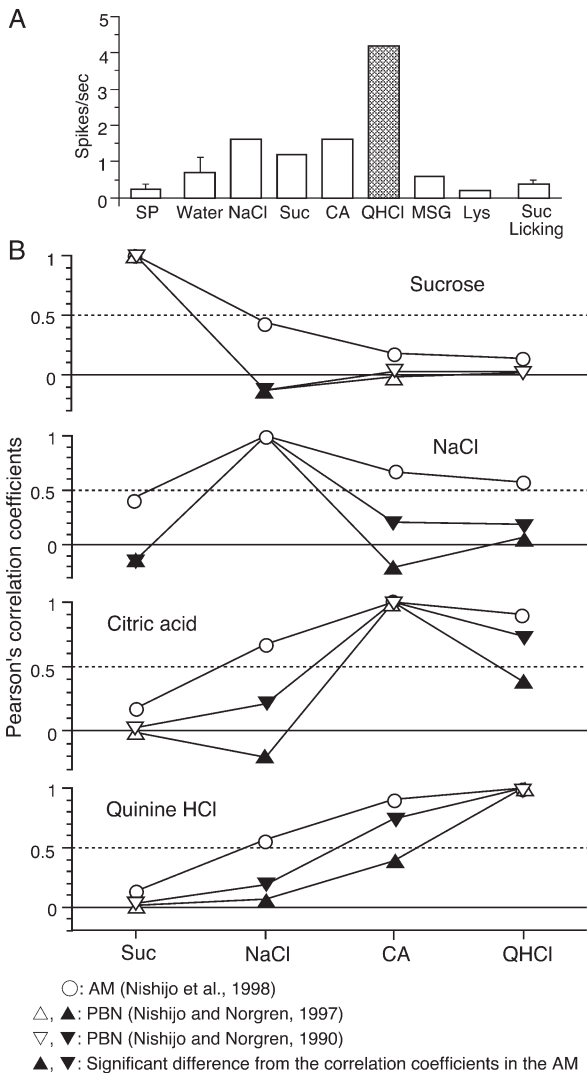 A
Spikes/sec
5
4
3
2
1
0
SP Water NaCl Suc CA QHCl MSG Lys Suc
Licking
B
Pearson's correlation coefficients
Sucrose
1
0.5
0
NaCl
1
0.5
0
Citric acid
1
0.5
0
Quinine HCl
1
0.5
0
Suc NaCl CA QHCl
○: AM (Nishijo et al., 1998)
△, ▲: PBN (Nishijo and Norgren, 1997)
▽, ▼: PBN (Nishijo and Norgren, 1990)
▲, ▼: Significant difference from the correlation coefficients in the AM